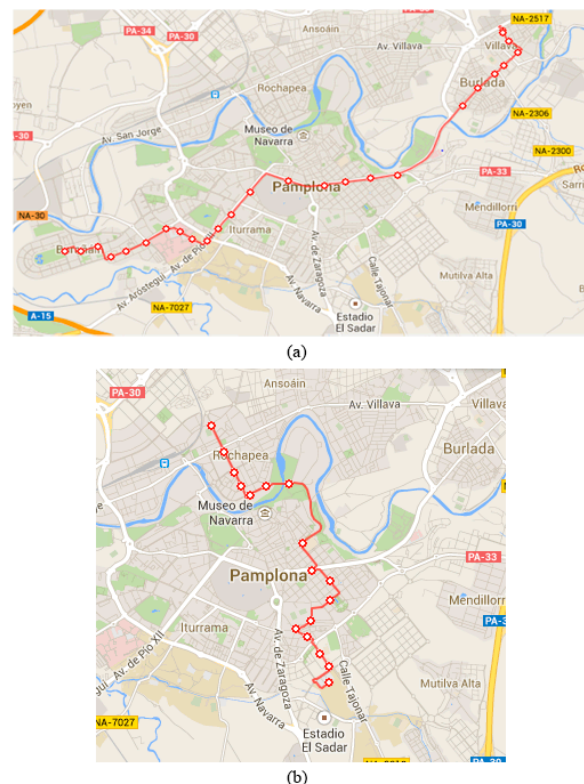 PA-34
PA-30
Ansoáin
NA-2517
Av. Villava
Villava
Rochapea
Burlada
Av. San Jorge
Museo de
Navarra
NA-2306
NA-2300
PA-33
Pamplona
NA-30
Mendillorri
PA-30
Iturrama
Av. de Pío XII
Av. Aróstegui
Av. de Zaragoza
Calle Tajonar
Mutilva Alta
Av. Navarra
NA-7027
A-15
Estadio
El Sadar
(a)
PA-30
Ansoáin
Av. Villava
Villava
Rochapea
Burlada
Museo de
Navarra
PA-33
Pamplona
Mendillorri
Iturrama
Av. de Pío XII
Av. de Zaragoza
Calle Tajonar
Mutilva Alta
Av. Navarra
NA-7027
Estadio
El Sadar
PA-30
(b)